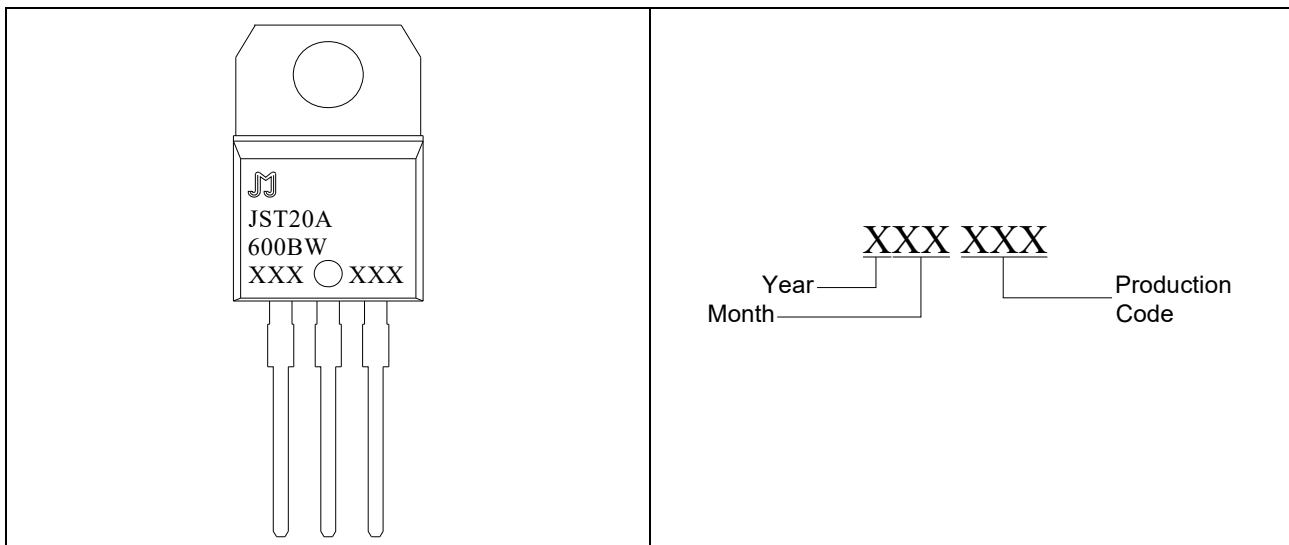 JST20A
600BW
XXX XXX
XXX XXX
Year
Month
Production
Code